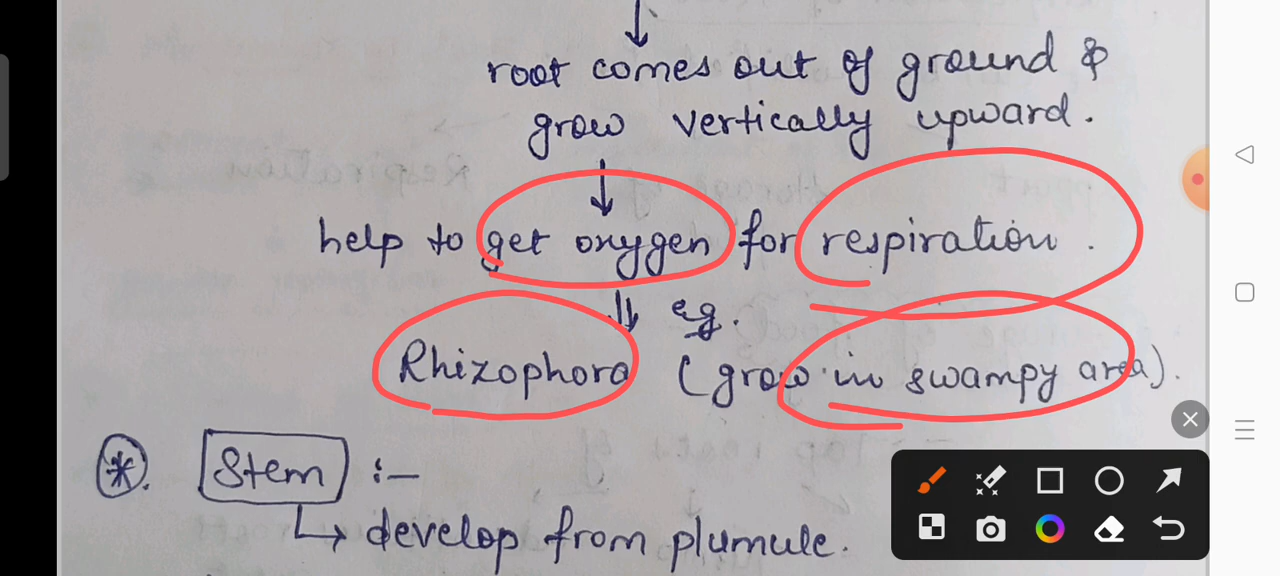 root comes out of ground &
grow vertically upward.
help to get oxygen for respiration.
eg.
Rhizophora (grow in swampy area).
*. Stem :-
develop from plumule.